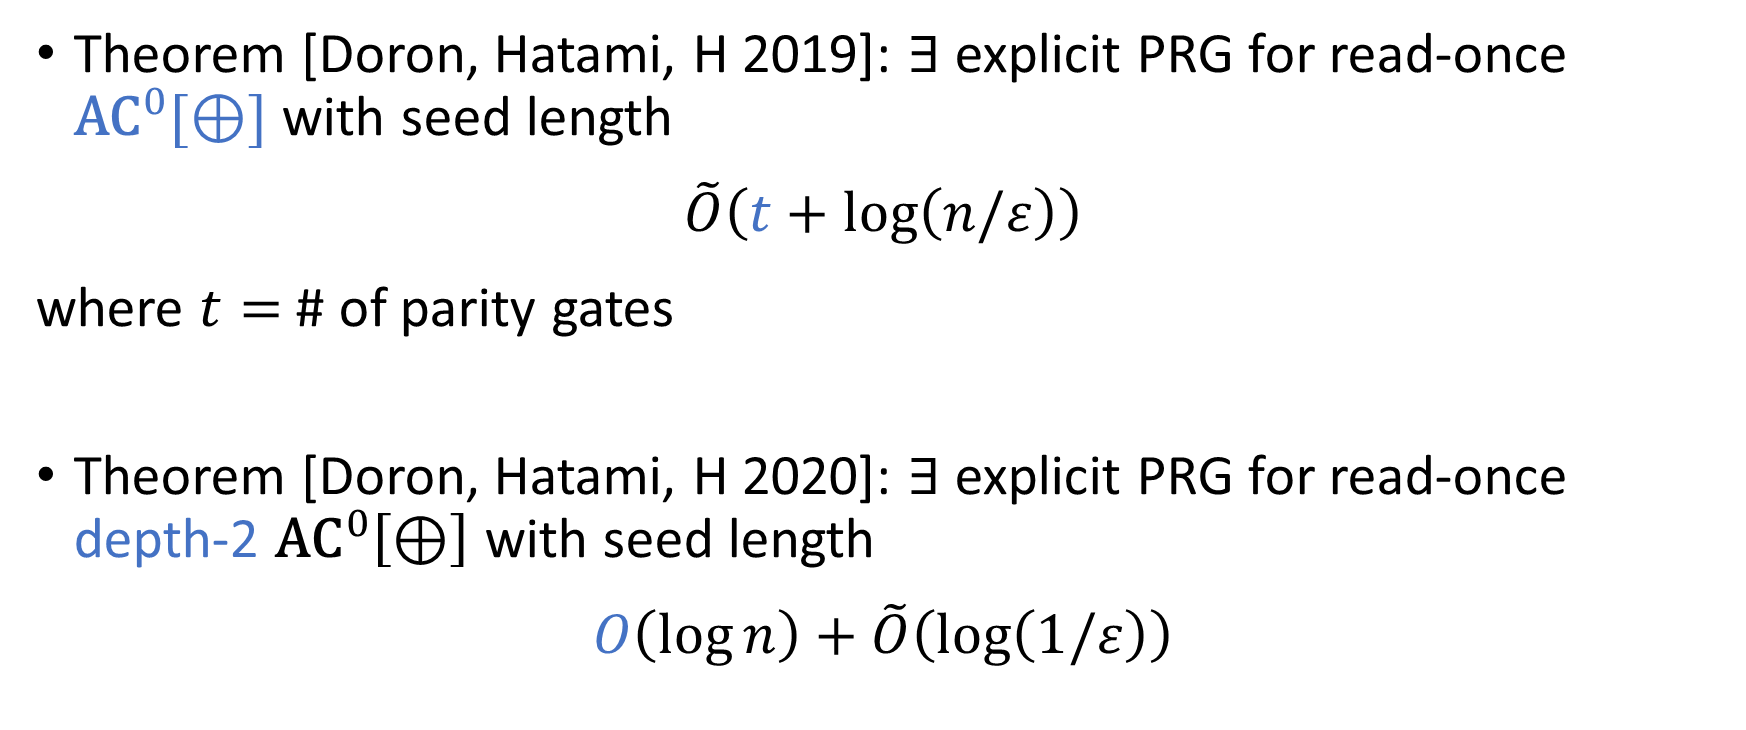 • Theorem [Doron, Hatami, H 2019]: ∃ explicit PRG for read-once
AC⁰[⊕] with seed length
Õ(t + log(n/ε))
where t = # of parity gates
• Theorem [Doron, Hatami, H 2020]: ∃ explicit PRG for read-once
depth-2 AC⁰[⊕] with seed length
O(log n) + Õ(log(1/ε))